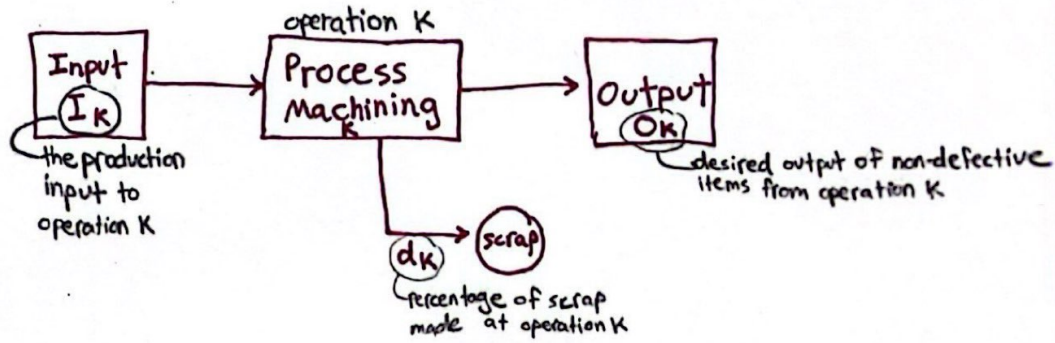 operation K
Input
IK
the production
input to
operation K
Process
Machining
K
Output
OK
desired output of non-defective
items from operation K
dK
scrap
percentage of scrap
made at operation K